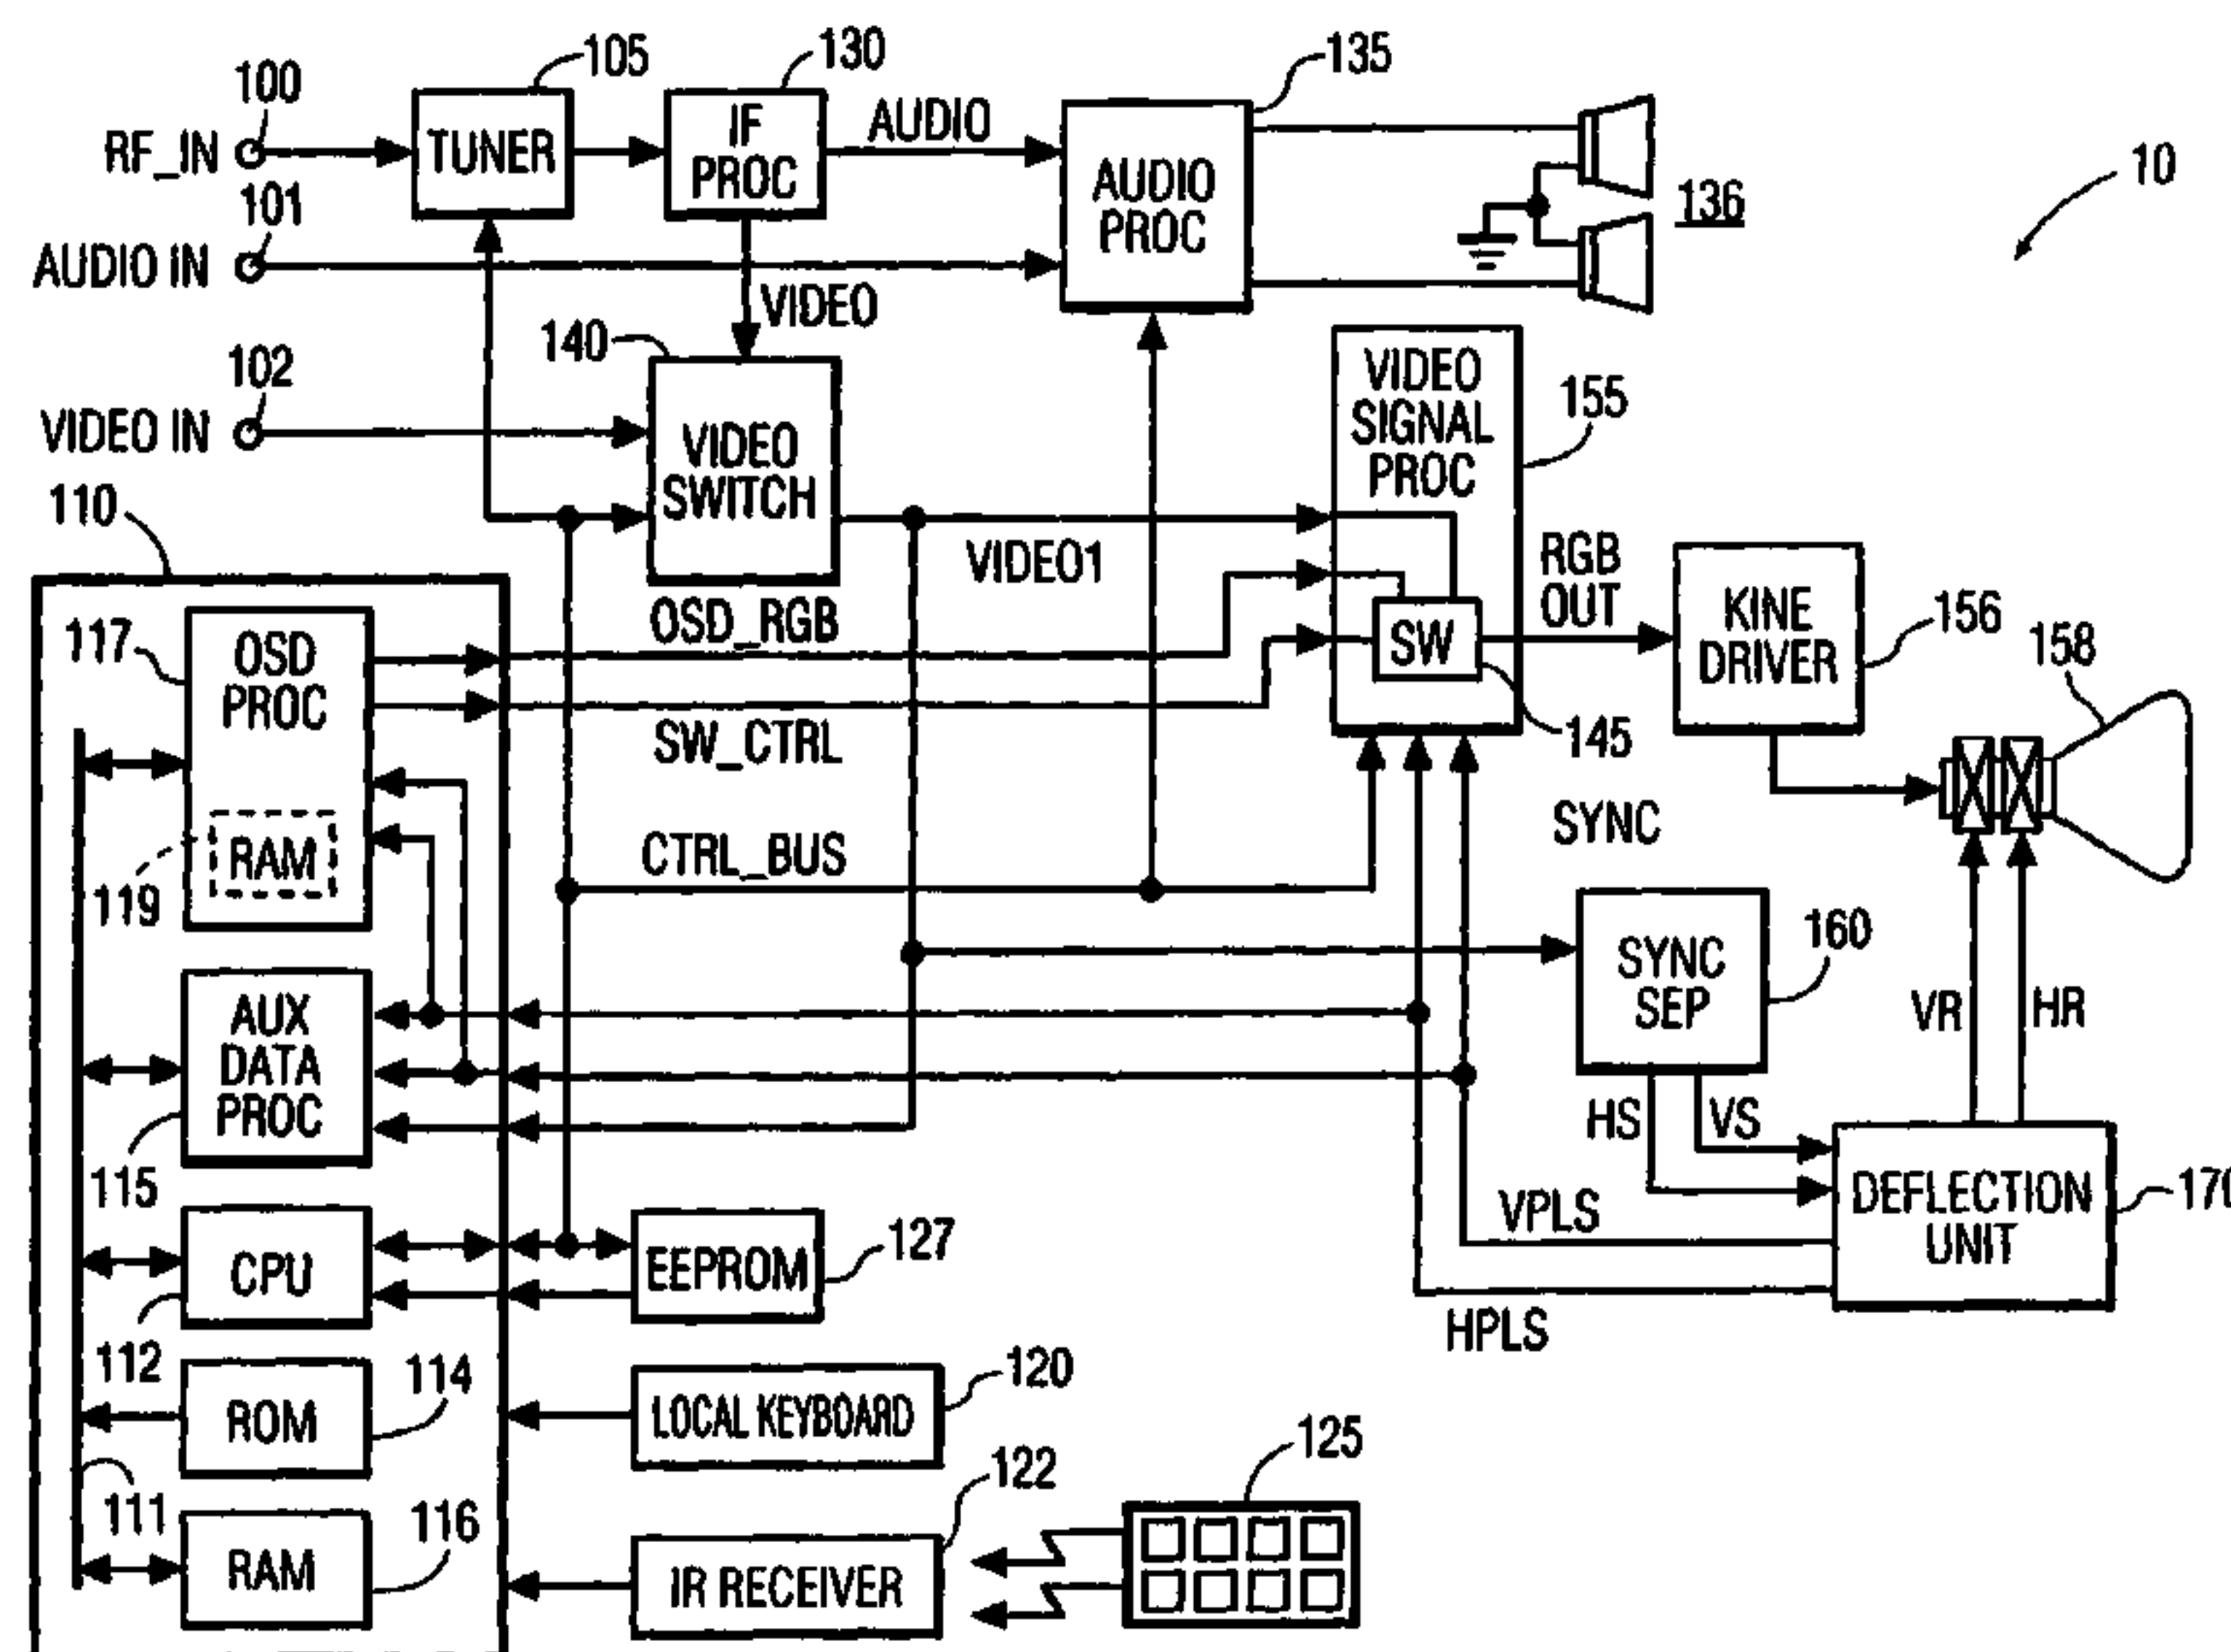 100
105
130
135
RF_IN
TUNER
IF
PROC
AUDIO
AUDIO
PROC
136
10
101
AUDIO IN
VIDEO
140
102
VIDEO IN
VIDEO
SWITCH
VIDEO
SIGNAL
PROC
155
110
VIDEO1
RGB
OUT
OSD_RGB
117
OSD
PROC
SW
KINE
DRIVER
156
158
SW_CTRL
145
SYNC
RAM
119
CTRL_BUS
SYNC
SEP
160
AUX
DATA
PROC
115
VR
HR
HS
VS
VPLS
DEFLECTION
UNIT
170
CPU
112
EEPROM
127
HPLS
ROM
114
LOCAL KEYBOARD
120
111
RAM
116
IR RECEIVER
122
125